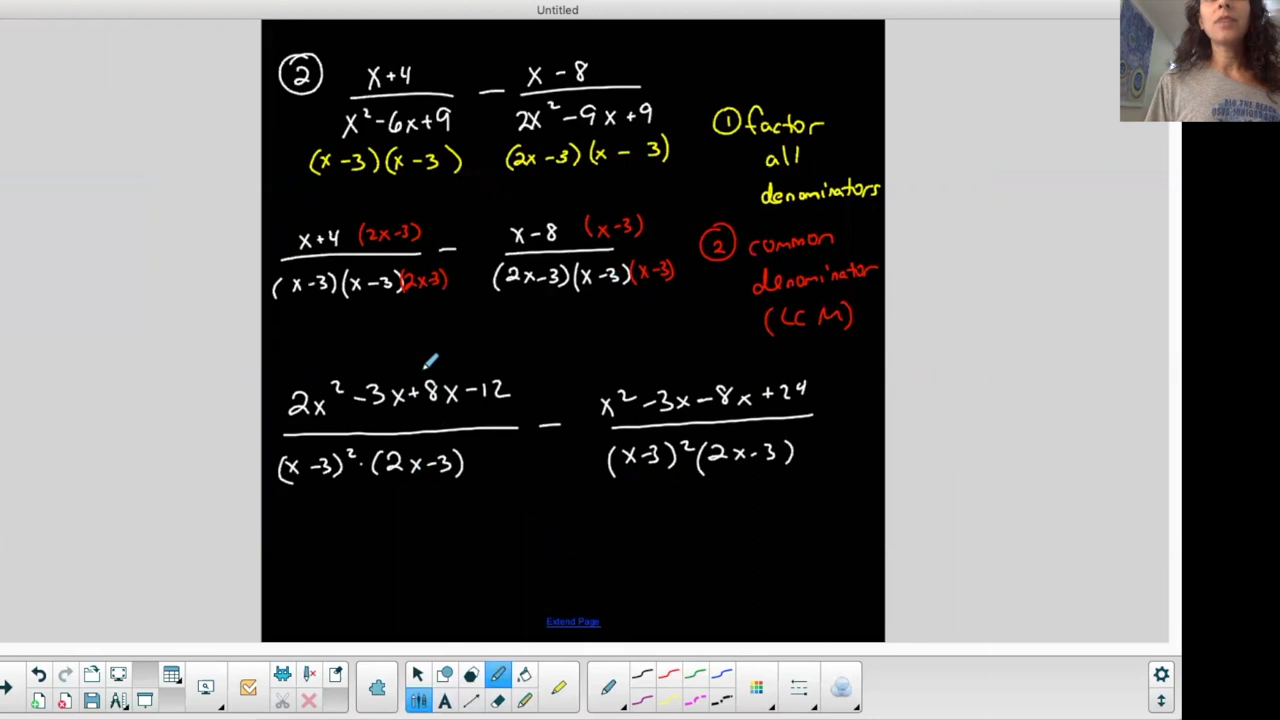 Untitled
② x+4 / x²-6x+9 — x-8 / 2x²-9x+9
(x-3)(x-3) (2x-3)(x-3)
① factor
all
denominators
x+4 (2x-3) / (x-3)(x-3)(2x-3) — x-8 (x-3) / (2x-3)(x-3)(x-3)
② common
denominator
(LCM)
2x²-3x+8x-12 / (x-3)²·(2x-3) — x²-3x-8x+24 / (x-3)²(2x-3)
Extend Page